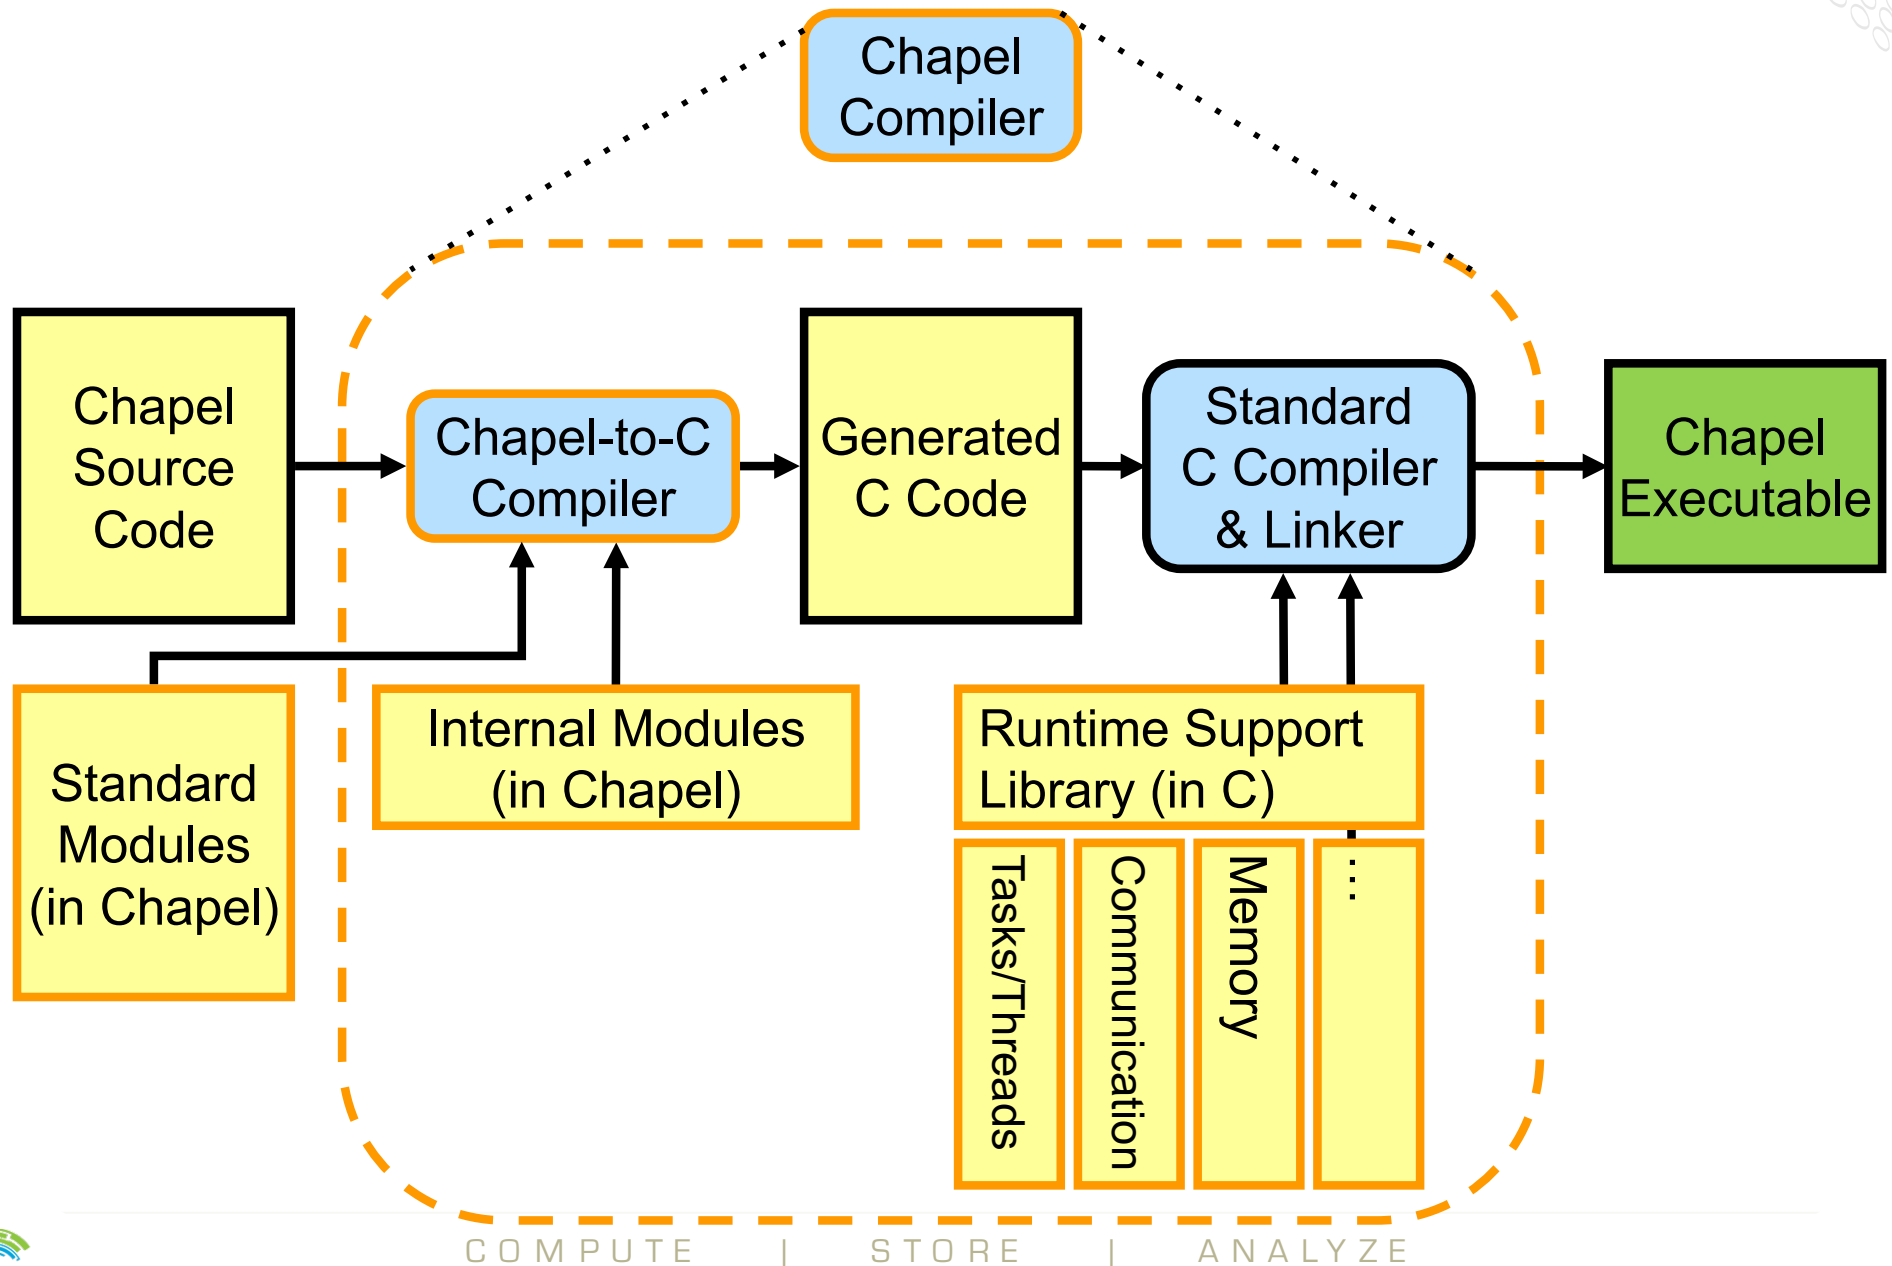 Chapel
Compiler
Chapel
Source
Code
Chapel-to-C
Compiler
Generated
C Code
Standard
C Compiler
& Linker
Chapel
Executable
Standard
Modules
(in Chapel)
Internal Modules
(in Chapel)
Runtime Support
Library (in C)
Tasks/Threads
Communication
Memory
...
COMPUTE | STORE | ANALYZE